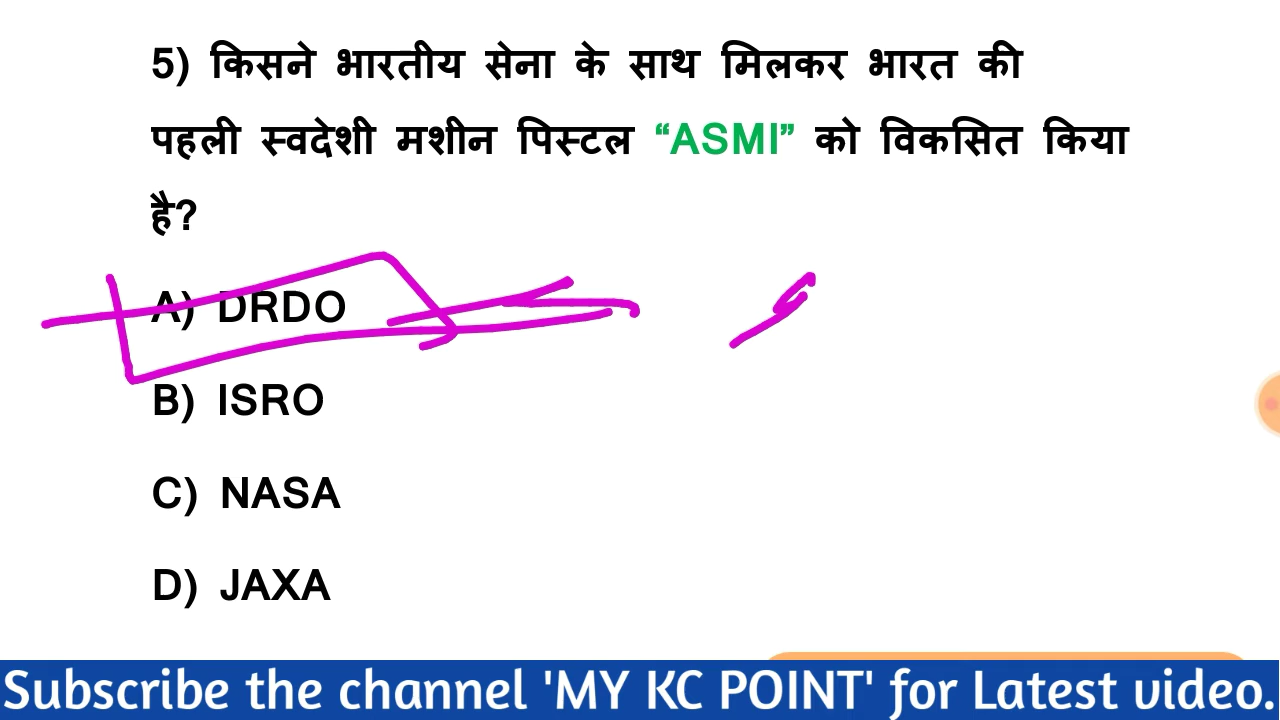 5) किसने भारतीय सेना के साथ मिलकर भारत की
पहली स्वदेशी मशीन पिस्टल “ASMI” को विकसित किया
है?
A) DRDO
B) ISRO
C) NASA
D) JAXA
Subscribe the channel 'MY KC POINT' for Latest video.